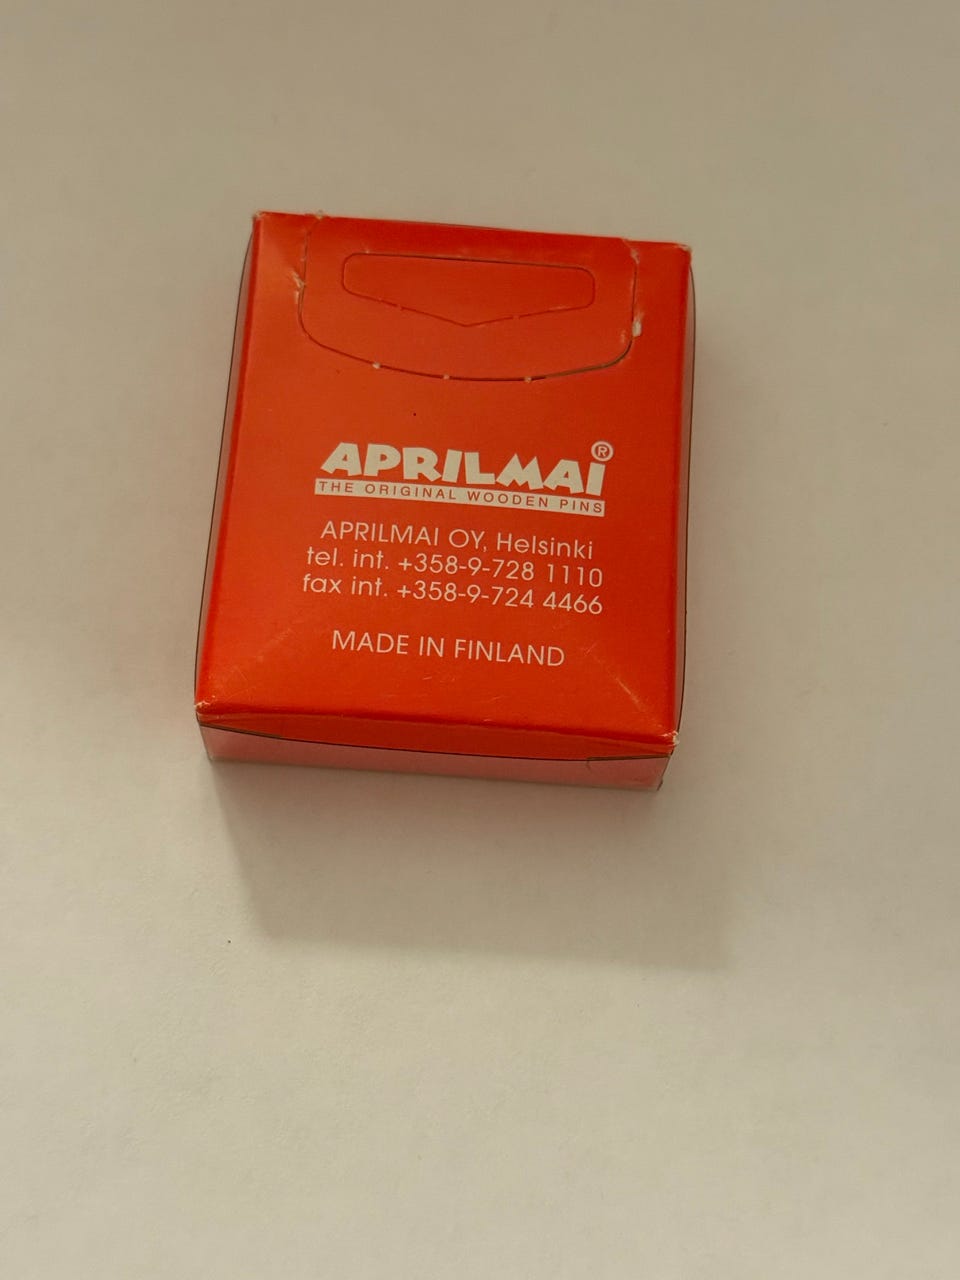 APRILMAI®
THE ORIGINAL WOODEN PINS
APRILMAI OY, Helsinki
tel. int. +358-9-728 1110
fax int. +358-9-724 4466
MADE IN FINLAND